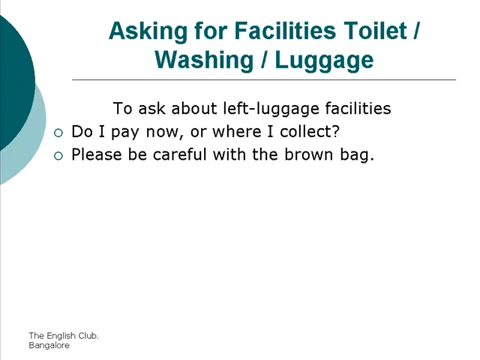 Asking for Facilities Toilet /
Washing / Luggage
To ask about left-luggage facilities
Do I pay now, or where I collect?
Please be careful with the brown bag.
The English Club.
Bangalore